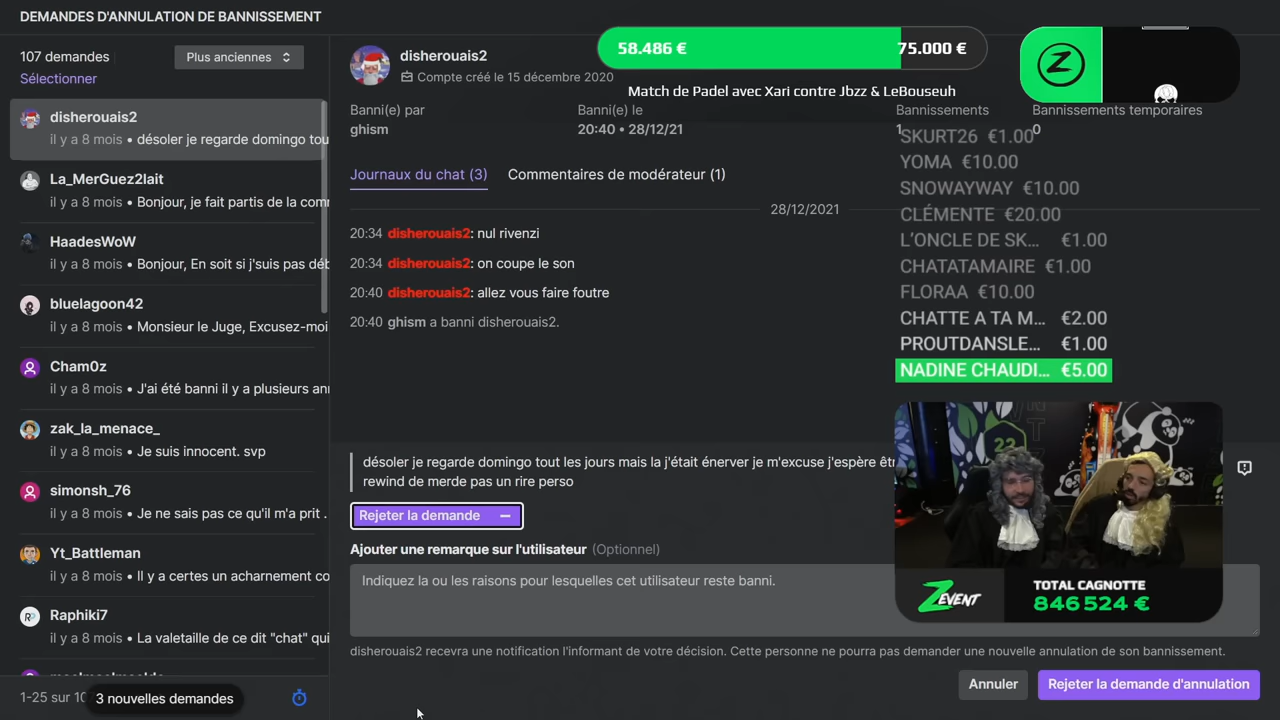 DEMANDES D'ANNULATION DE BANNISSEMENT
107 demandes
Plus anciennes
Sélectionner
disherouais2
il y a 8 mois • désoler je regarde domingo tou
La_MerGuez2lait
il y a 8 mois • Bonjour, je fait partis de la com
HaadesWoW
il y a 8 mois • Bonjour, En soit si j'suis pas déb
bluelagoon42
il y a 8 mois • Monsieur le Juge, Excusez-moi
Cham0z
il y a 8 mois • J'ai été banni il y a plusieurs ann
zak_la_menace_
il y a 8 mois • Je suis innocent. svp
simonsh_76
il y a 8 mois • Je ne sais pas ce qu'il m'a prit .
Yt_Battleman
il y a 8 mois • Il y a certes un acharnement co
Raphiki7
il y a 8 mois • La valetaille de ce dit "chat" qui
1-25 sur 10
3 nouvelles demandes
disherouais2
Compte créé le 15 décembre 2020
58.486 €
75.000 €
Match de Padel avec Xari contre Jbzz & LeBouseuh
Banni(e) par
ghism
Banni(e) le
20:40 • 28/12/21
Bannissements
1
Bannissements temporaires
0
Journaux du chat (3)
Commentaires de modérateur (1)
28/12/2021
20:34 disherouais2: nul rivenzi
20:34 disherouais2: on coupe le son
20:40 disherouais2: allez vous faire foutre
20:40 ghism a banni disherouais2.
SKURT26 €1.00
YOMA €10.00
SNOWAYWAY €10.00
CLÉMENTE €20.00
L'ONCLE DE SK... €1.00
CHATATAMAIRE €1.00
FLORAA €10.00
CHATTE A TA M... €2.00
PROUTDANSLE... €1.00
NADINE CHAUDI... €5.00
désoler je regarde domingo tout les jours mais la j'était énerver je m'excuse j'espère êtr
rewind de merde pas un rire perso
Rejeter la demande
Ajouter une remarque sur l'utilisateur (Optionnel)
Indiquez la ou les raisons pour lesquelles cet utilisateur reste banni.
22
ZEVENT
TOTAL CAGNOTTE
846 524 €
disherouais2 recevra une notification l'informant de votre décision. Cette personne ne pourra pas demander une nouvelle annulation de son bannissement.
Annuler
Rejeter la demande d'annulation